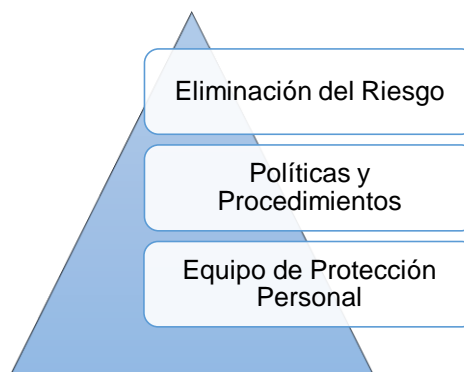 Eliminación del Riesgo
Políticas y
Procedimientos
Equipo de Protección
Personal